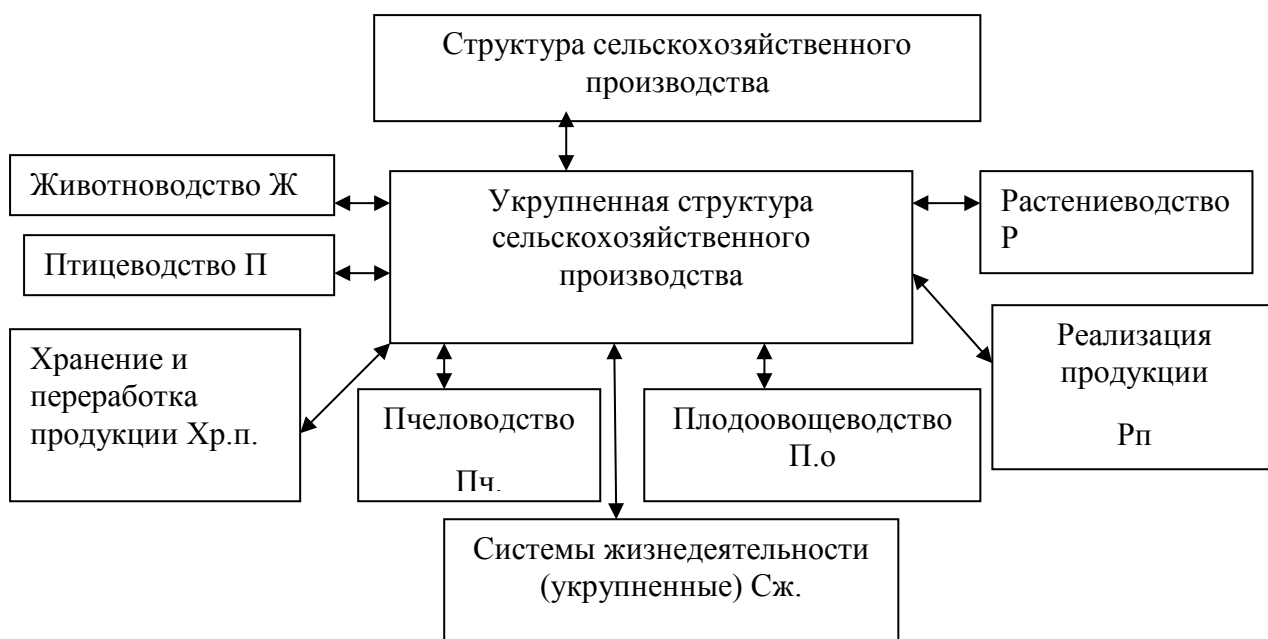 Структура сельскохозяйственного
производства
Животноводство Ж
Укрупненная структура
сельскохозяйственного
производства
Растениеводство
Р
Птицеводство П
Хранение и
переработка
продукции Хр.п.
Реализация
продукции
Рп
Пчеловодство
Пч.
Плодоовощеводство
П.о
Системы жизнедеятельности
(укрупненные) Сж.